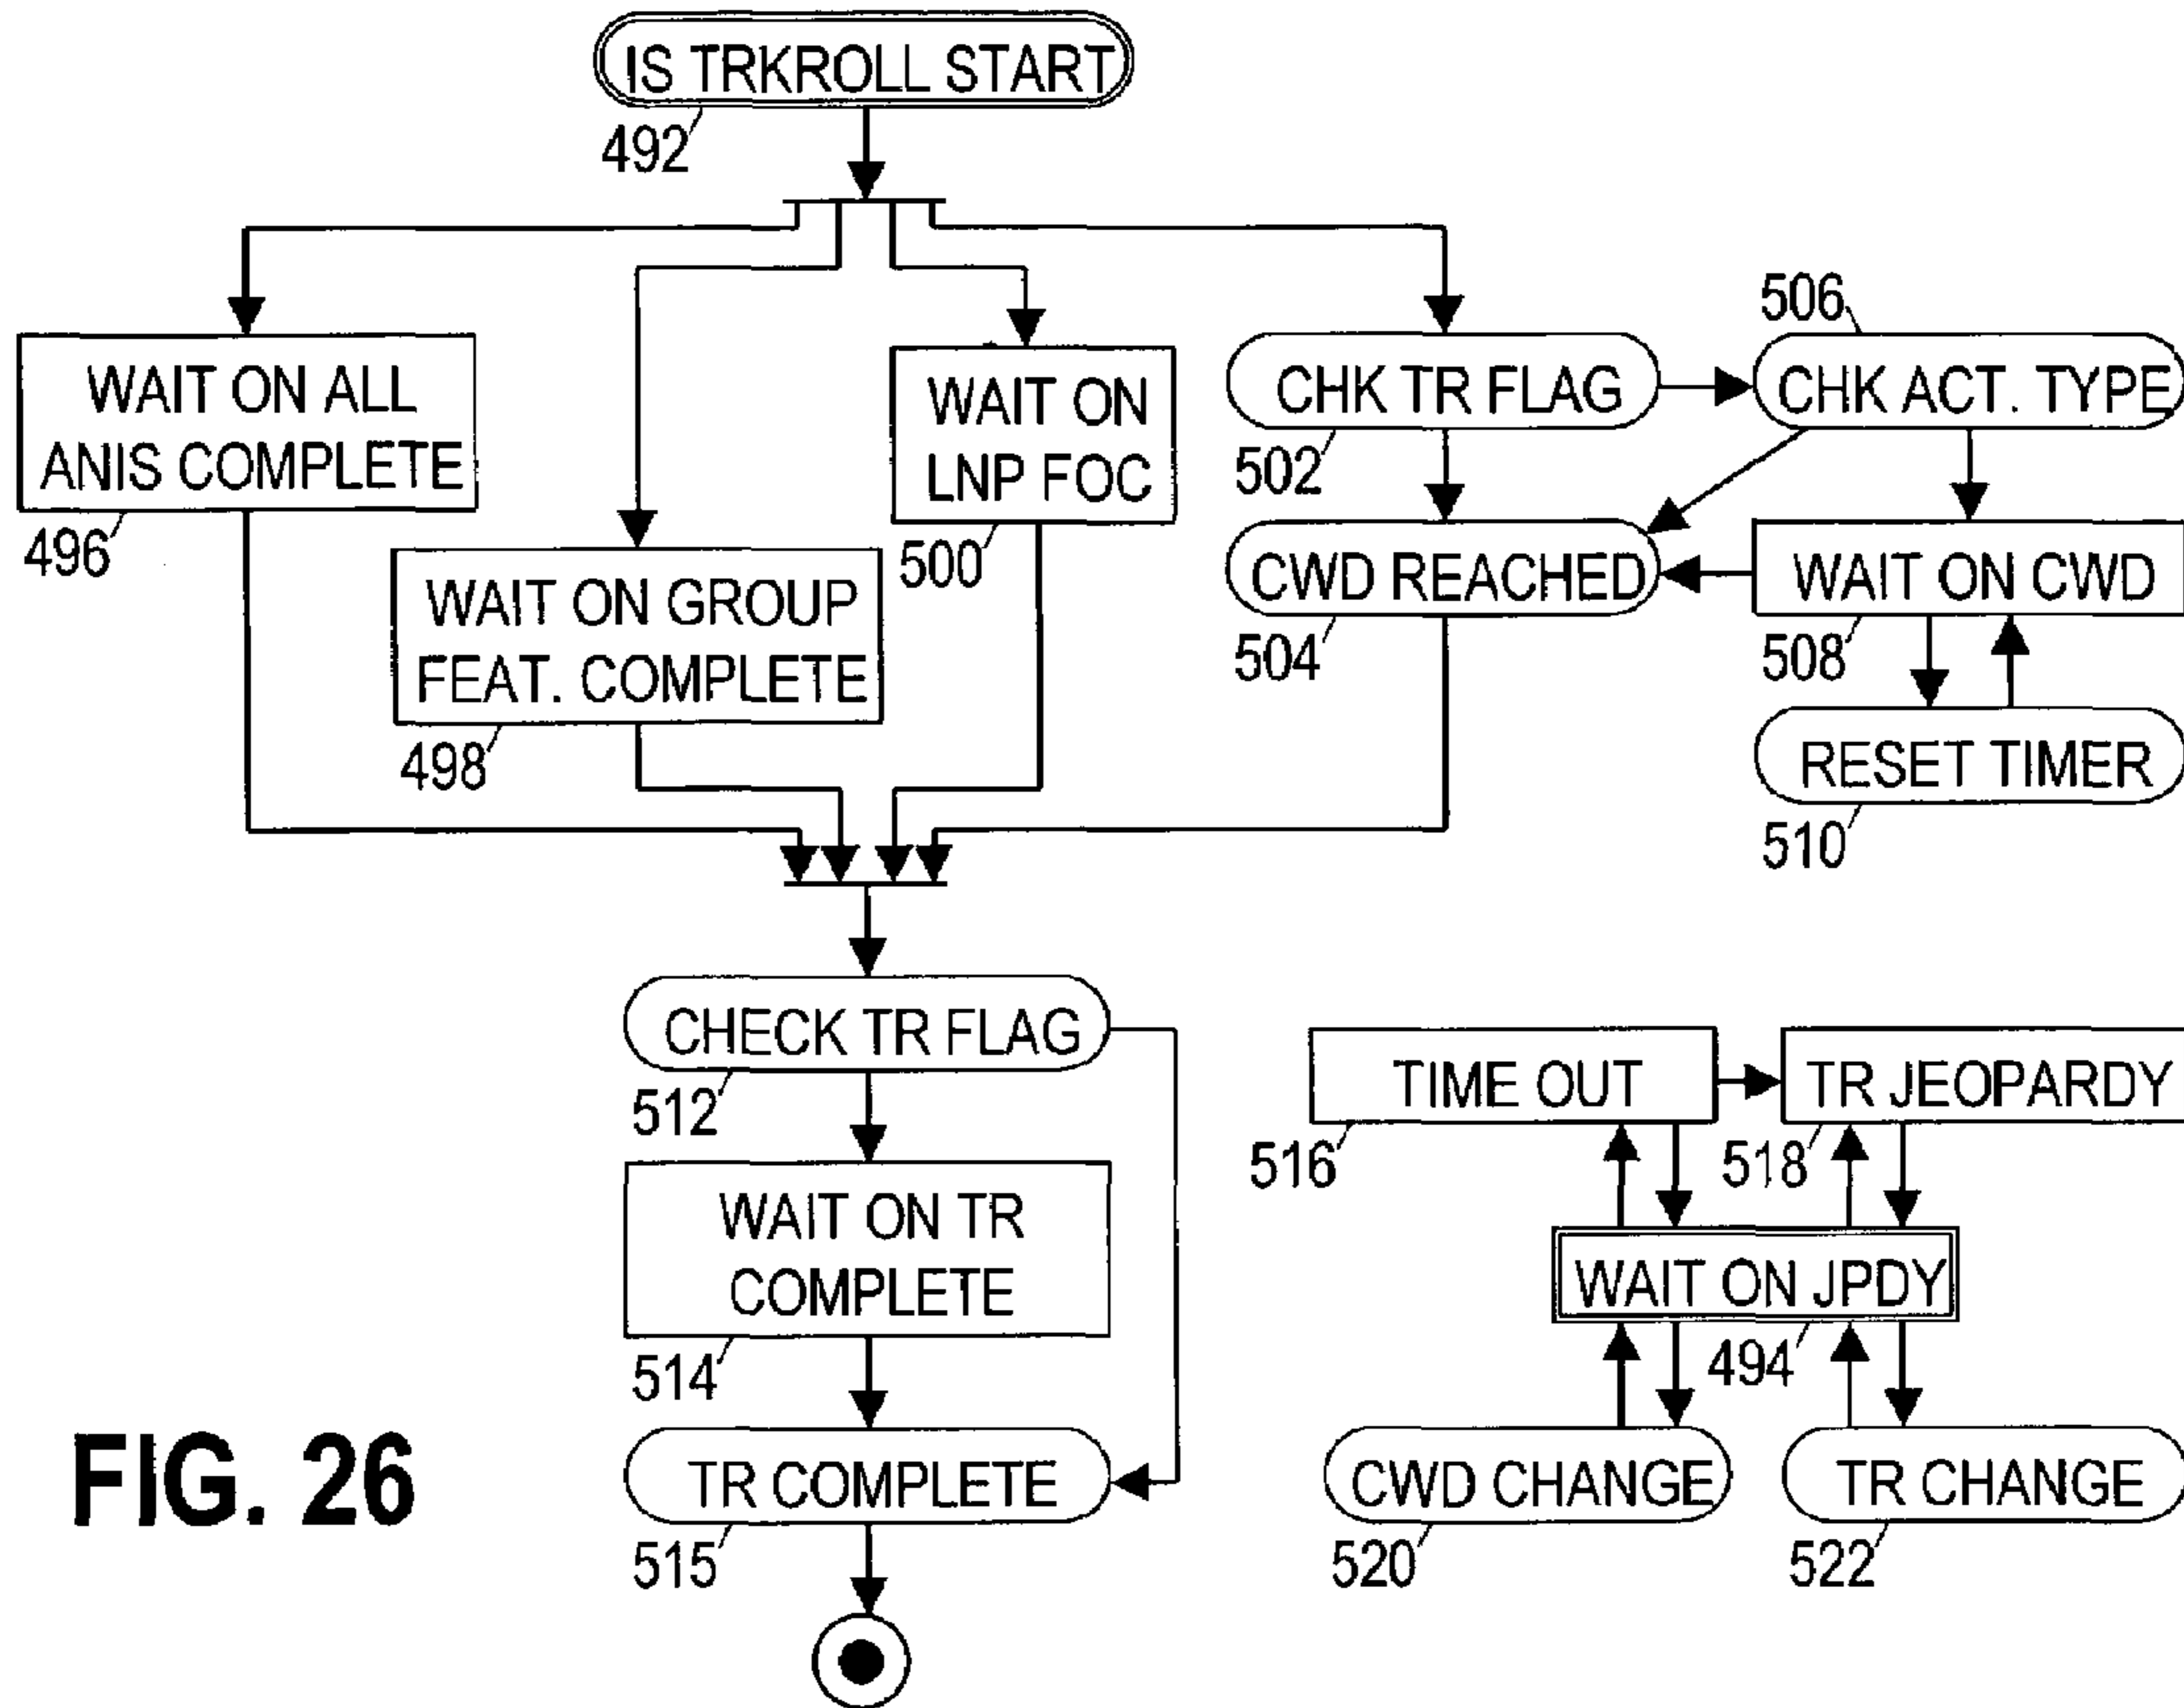 IS TRKROLL START
492
506
WAIT ON ALL
ANIS COMPLETE
496
WAIT ON
LNP FOC
500
CHK TR FLAG
502
CHK ACT. TYPE
WAIT ON GROUP
FEAT. COMPLETE
498
CWD REACHED
504
WAIT ON CWD
508
RESET TIMER
510
CHECK TR FLAG
512
TIME OUT
516
TR JEOPARDY
518
WAIT ON TR
COMPLETE
514
WAIT ON JPDY
494
TR COMPLETE
515
CWD CHANGE
520
TR CHANGE
522
FIG. 26